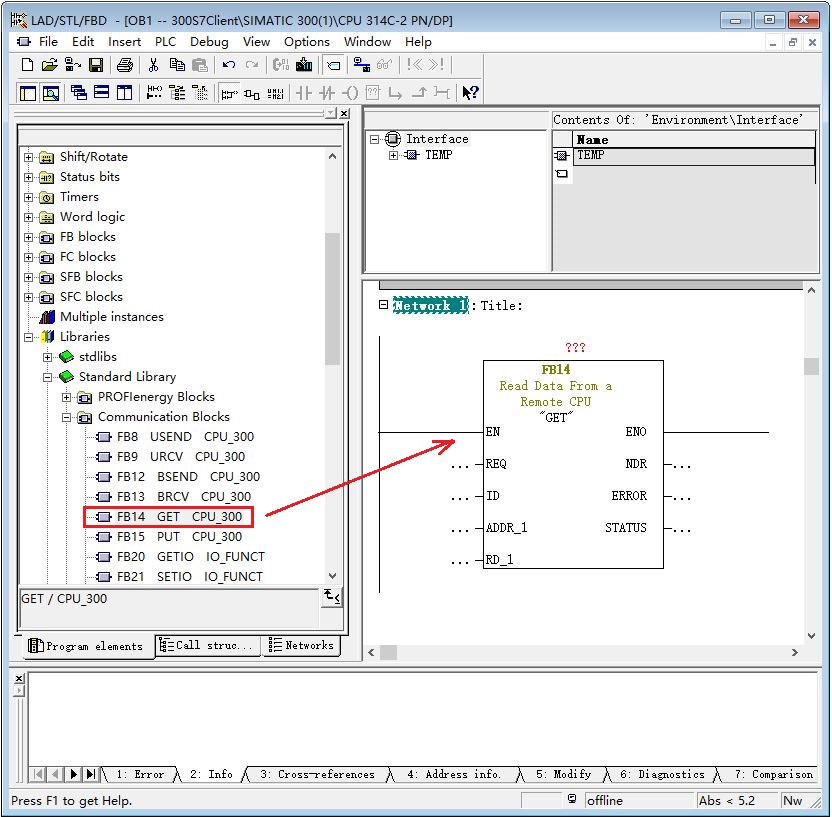 LAD/STL/FBD - [OB1 -- 300S7Client\SIMATIC 300(1)\CPU 314C-2 PN/DP]
File Edit Insert PLC Debug View Options Window Help
Contents Of: 'Environment\Interface'
Interface
TEMP
Name
TEMP
Shift/Rotate
Status bits
Timers
Word logic
FB blocks
FC blocks
SFB blocks
SFC blocks
Multiple instances
Libraries
stdlibs
Standard Library
PROFIenergy Blocks
Communication Blocks
FB8 USEND CPU_300
FB9 URCV CPU_300
FB12 BSEND CPU_300
FB13 BRCV CPU_300
FB14 GET CPU_300
FB15 PUT CPU_300
FB20 GETIO IO_FUNCT
FB21 SETIO IO_FUNCT
GET / CPU_300
Program elements Call struc... Networks
Network 1: Title:
???
FB14
Read Data From a
Remote CPU
"GET"
EN ENO
... REQ NDR ...
... ID ERROR ...
... ADDR_1 STATUS ...
... RD_1
1: Error 2: Info 3: Cross-references 4: Address info. 5: Modify 6: Diagnostics 7: Comparison
Press F1 to get Help. offline Abs < 5.2 Nw